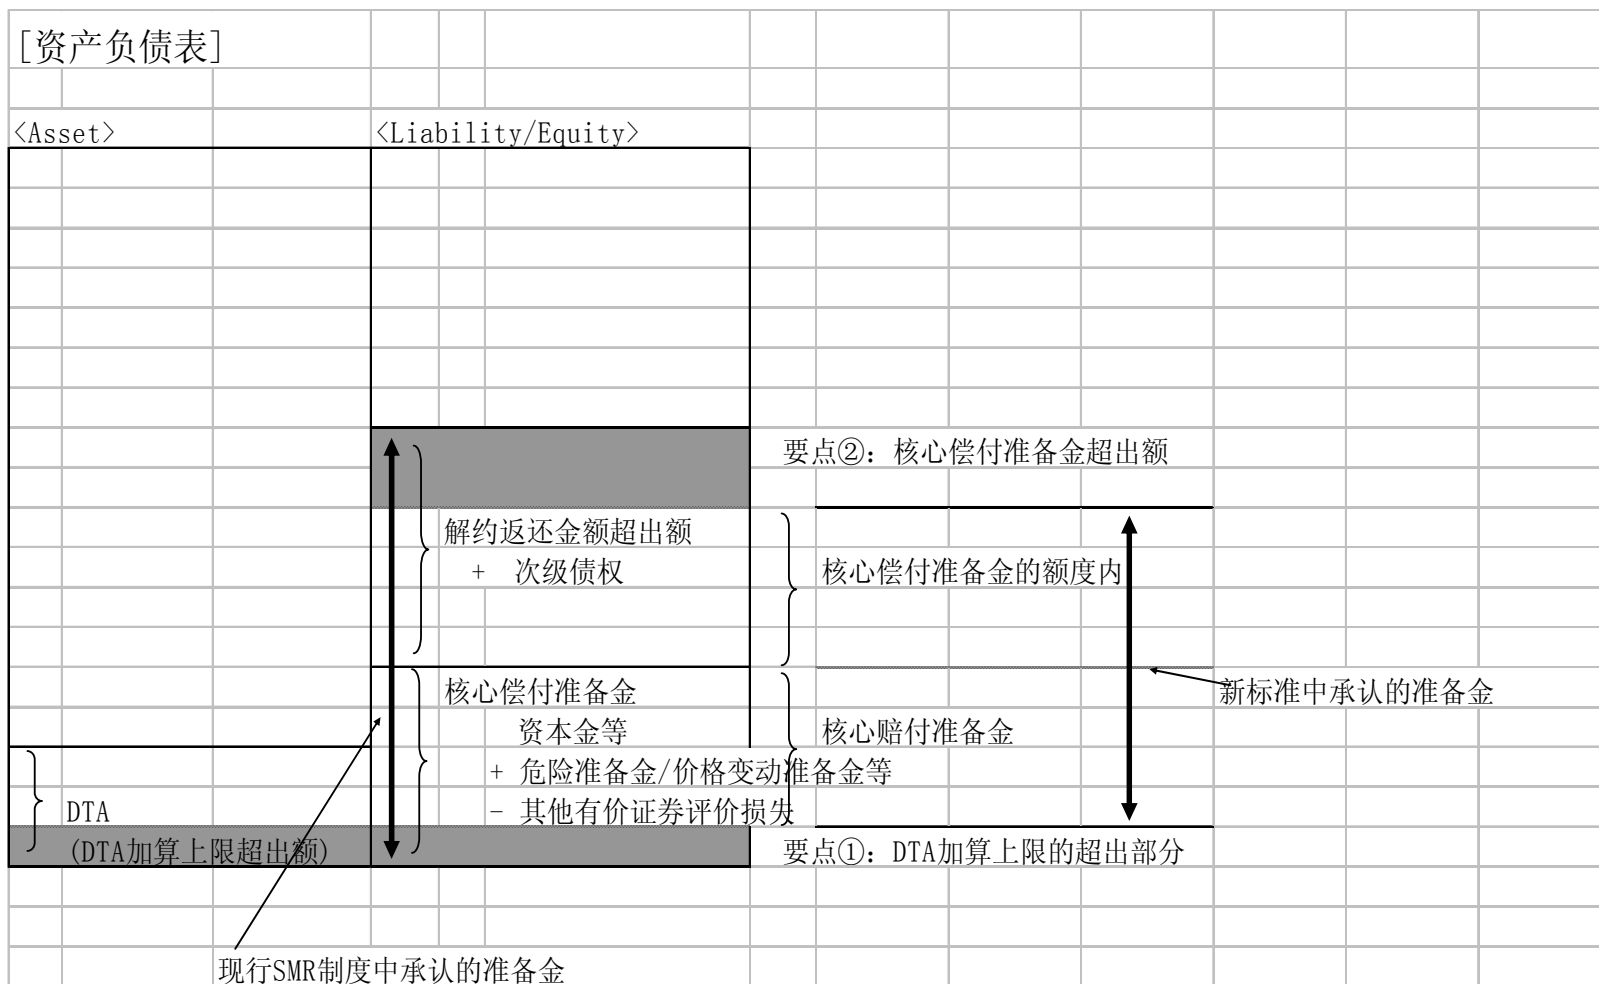 [资产负债表]
<Asset>
<Liability/Equity>
要点②：核心偿付准备金超出额
解约返还金额超出额
+ 次级债权
核心偿付准备金的额度内
核心偿付准备金
新标准中承认的准备金
资本金等
核心赔付准备金
+ 危险准备金/价格变动准备金等
DTA
- 其他有价证券评价损失
(DTA加算上限超出额)
要点①：DTA加算上限的超出部分
现行SMR制度中承认的准备金